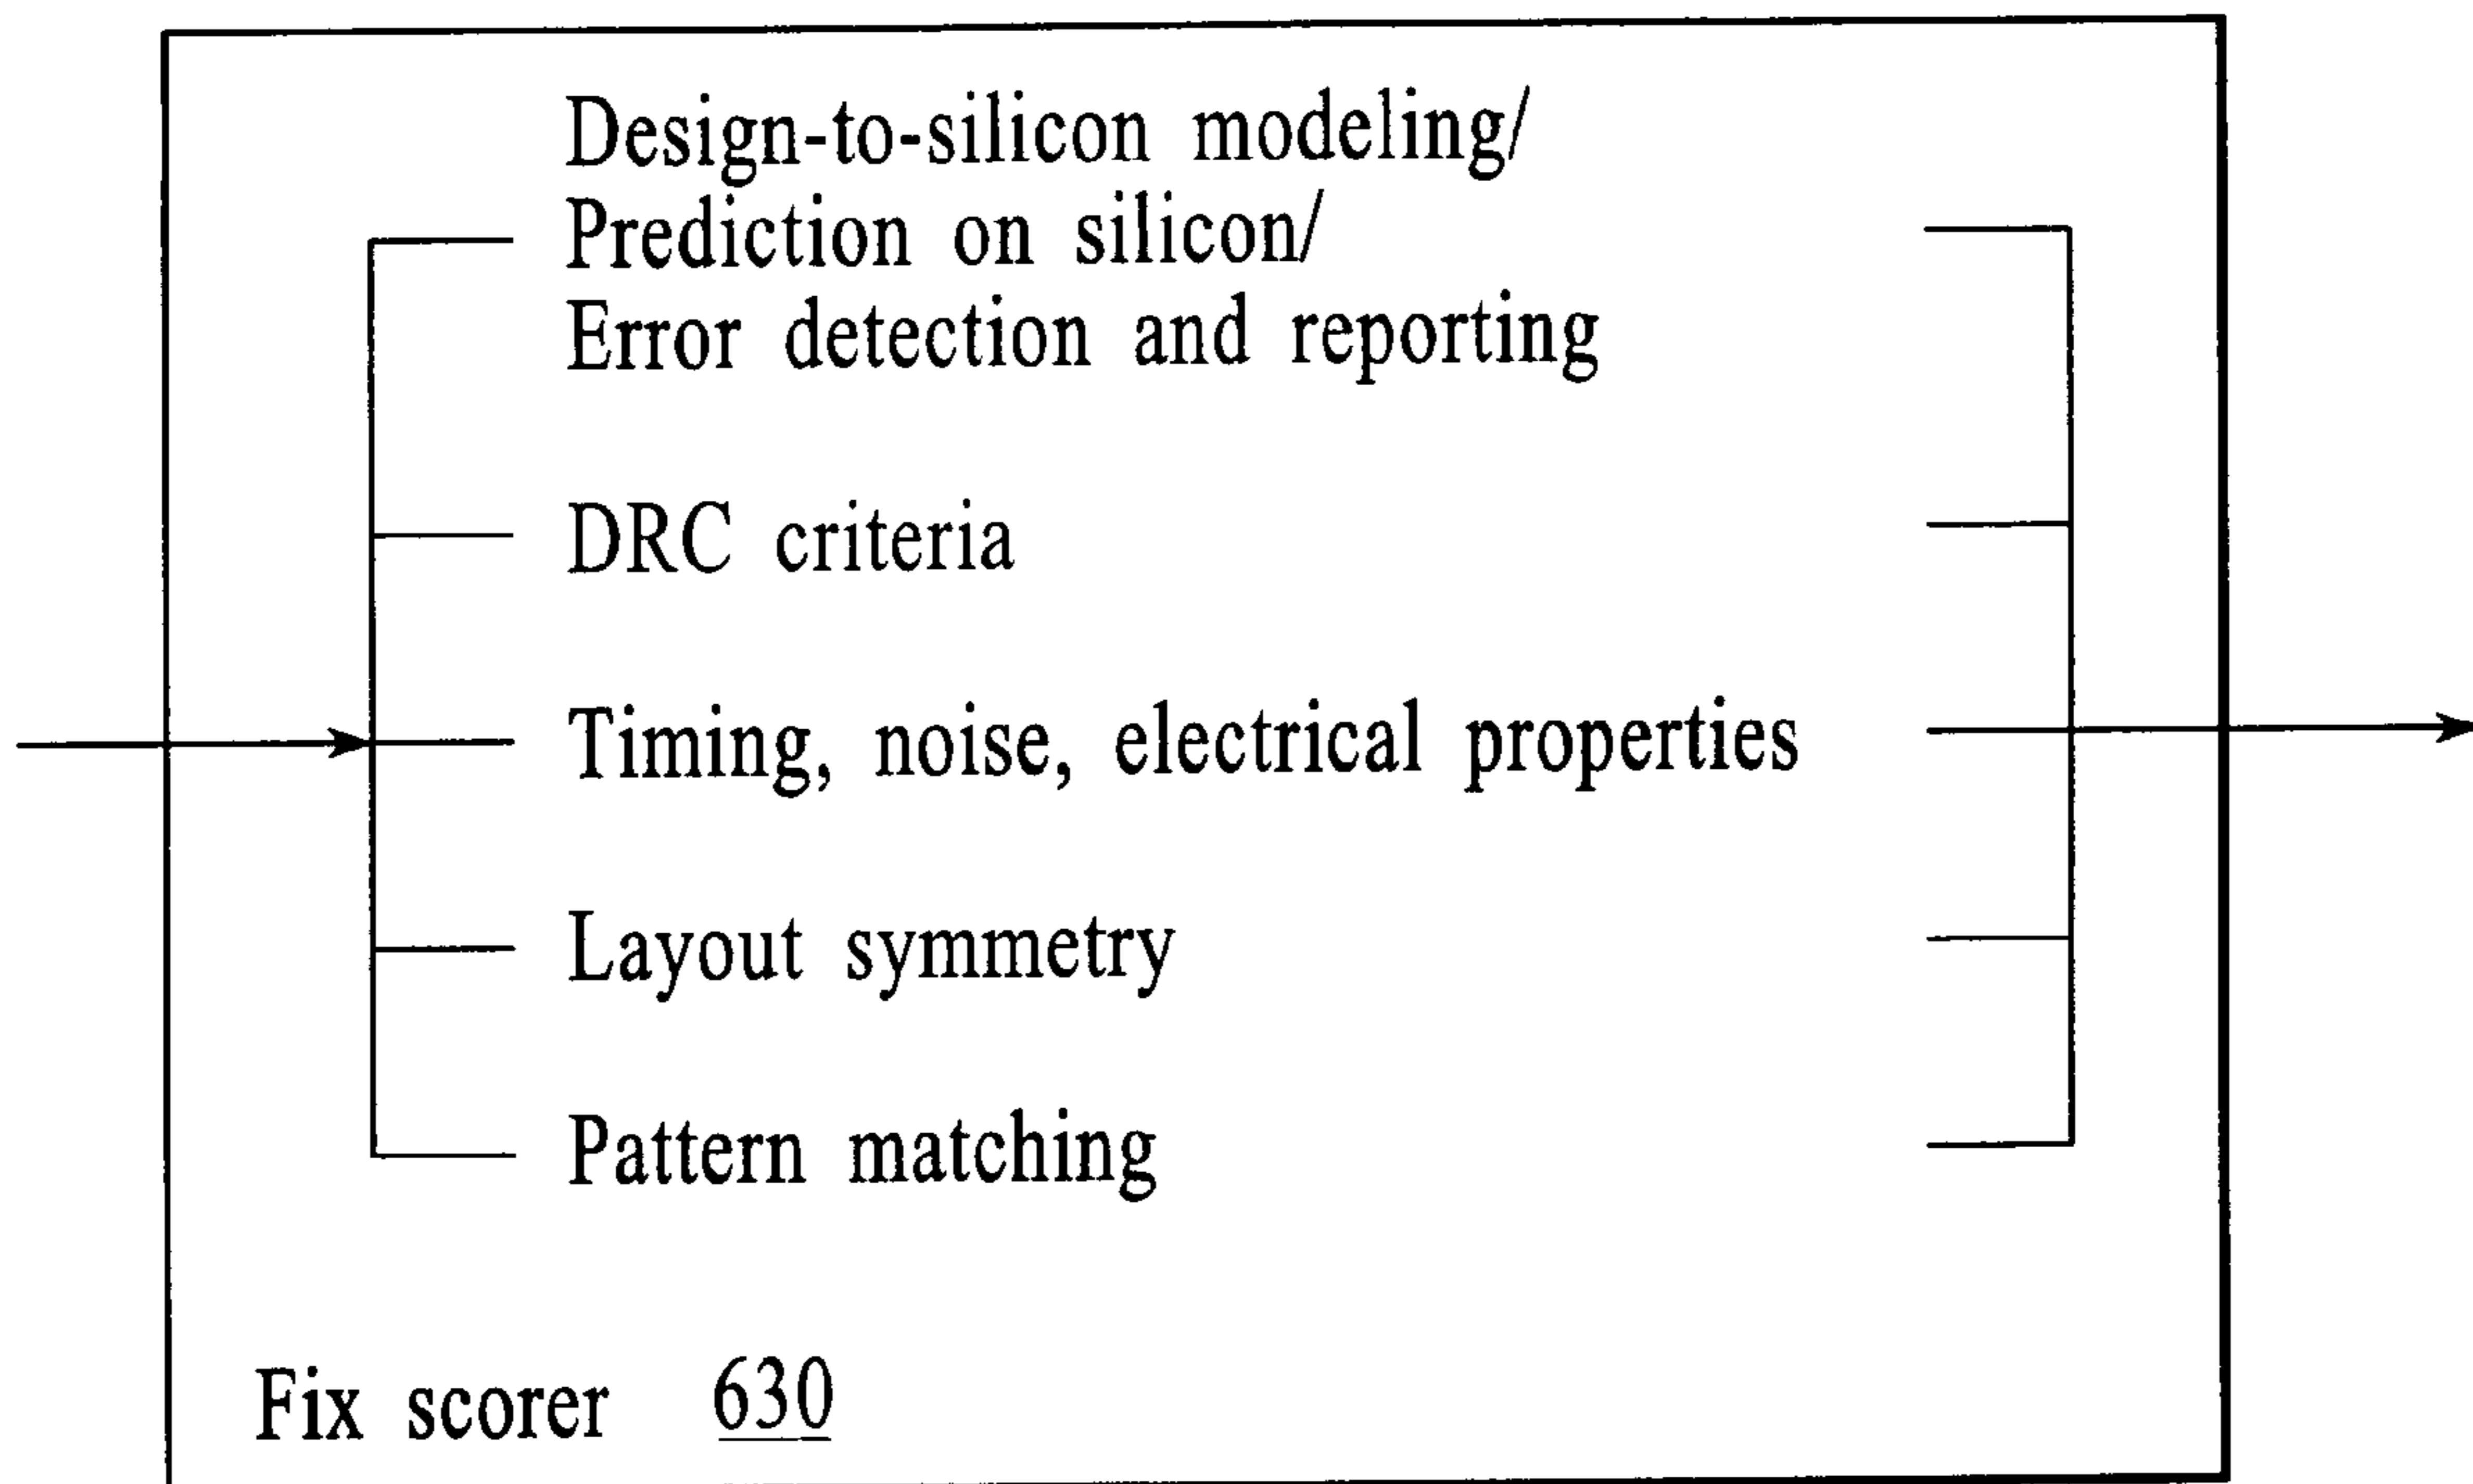 Design-to-silicon modeling/
Prediction on silicon/
Error detection and reporting
DRC criteria
Timing, noise, electrical properties
Layout symmetry
Pattern matching
Fix scorer 630